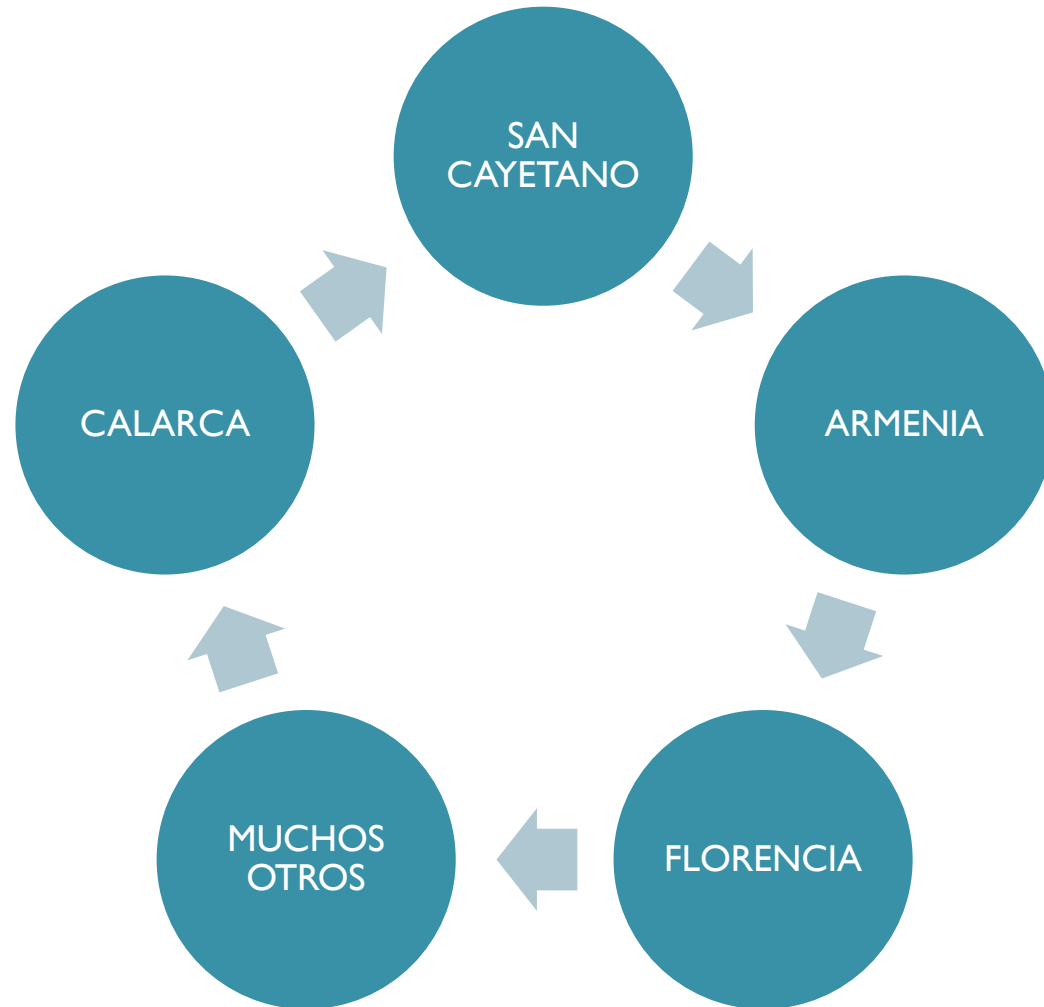 SAN
CAYETANO
ARMENIA
FLORENCIA
MUCHOS
OTROS
CALARCA